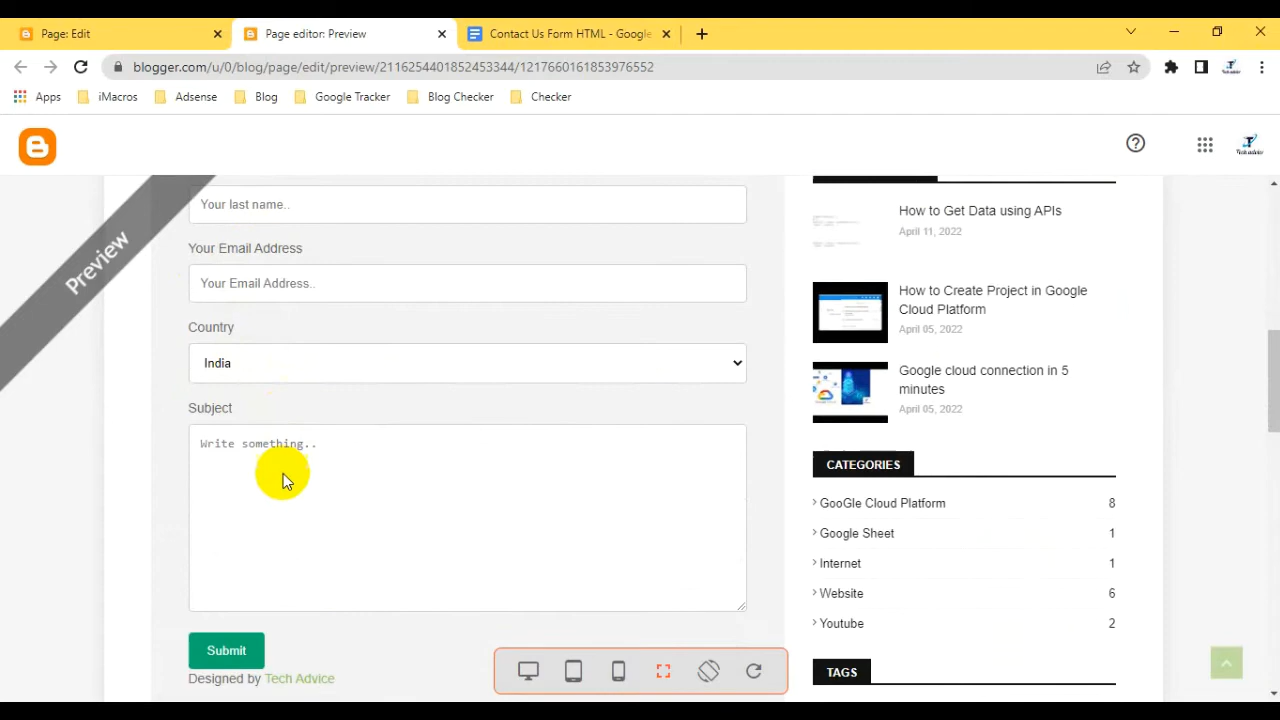 Page: Edit
Page editor: Preview
Contact Us Form HTML - Google
blogger.com/u/0/blog/page/edit/preview/2116254401852453344/1217660161853976552
Apps
iMacros
Adsense
Blog
Google Tracker
Blog Checker
Checker
Tech advice
Preview
Your last name..
Your Email Address
Your Email Address..
Country
India
Subject
Write something..
Submit
Designed by Tech Advice
How to Get Data using APIs
April 11, 2022
How to Create Project in Google
Cloud Platform
April 05, 2022
Google cloud connection in 5
minutes
April 05, 2022
CATEGORIES
GooGle Cloud Platform 8
Google Sheet 1
Internet 1
Website 6
Youtube 2
TAGS